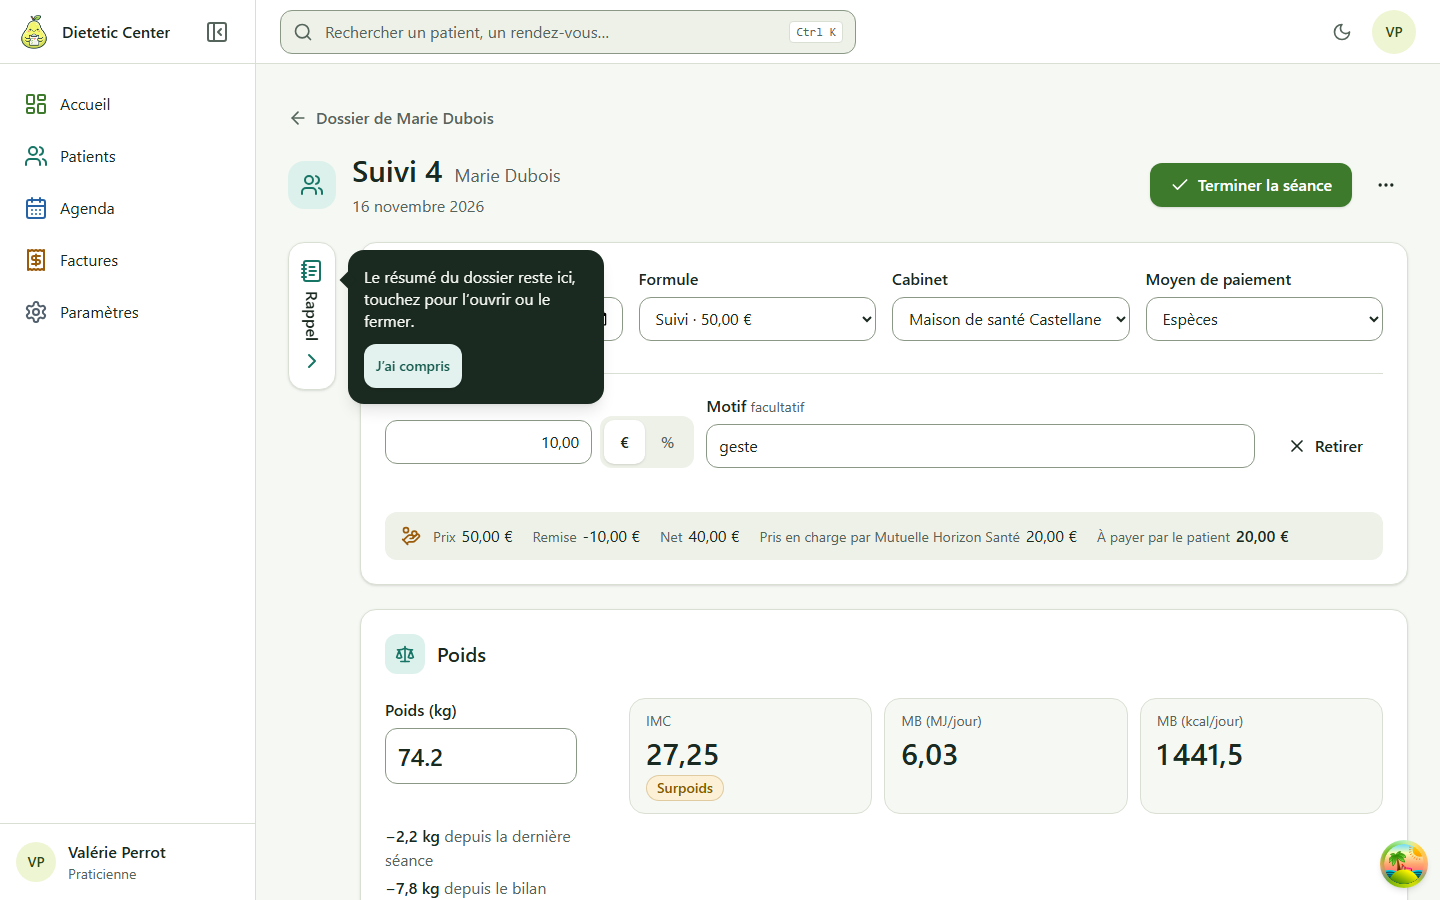 Dietetic Center
Rechercher un patient, un rendez-vous...
Ctrl K
VP
Accueil
Patients
Agenda
Factures
Paramètres
Dossier de Marie Dubois
Suivi 4 Marie Dubois
16 novembre 2026
Terminer la séance
Rappel
Le résumé du dossier reste ici,
touchez pour l’ouvrir ou le
fermer.
J’ai compris
Formule
Suivi · 50,00 €
Cabinet
Maison de santé Castellane
Moyen de paiement
Espèces
10,00
€
%
Motif facultatif
geste
Retirer
Prix 50,00 € Remise -10,00 € Net 40,00 € Pris en charge par Mutuelle Horizon Santé 20,00 € À payer par le patient 20,00 €
Poids
Poids (kg)
74.2
IMC
27,25
Surpoids
MB (MJ/jour)
6,03
MB (kcal/jour)
1 441,5
−2,2 kg depuis la dernière
séance
−7,8 kg depuis le bilan
VP
Valérie Perrot
Praticienne